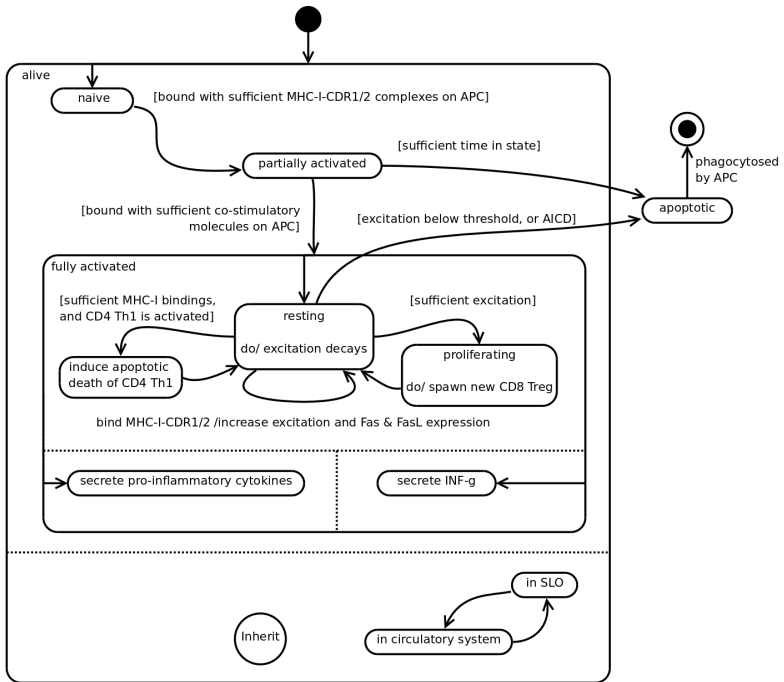 alive
naive
[bound with sufficient MHC-I-CDR1/2 complexes on APC]
partially activated
[sufficient time in state]
phagocytosed
by APC
apoptotic
[bound with sufficient co-stimulatory
molecules on APC]
[excitation below threshold, or AICD]
fully activated
[sufficient MHC-I bindings,
and CD4 Th1 is activated]
resting
do/ excitation decays
[sufficient excitation]
induce apoptotic
death of CD4 Th1
proliferating
do/ spawn new CD8 Treg
bind MHC-I-CDR1/2 /increase excitation and Fas & FasL expression
secrete pro-inflammatory cytokines
secrete INF-g
in SLO
Inherit
in circulatory system